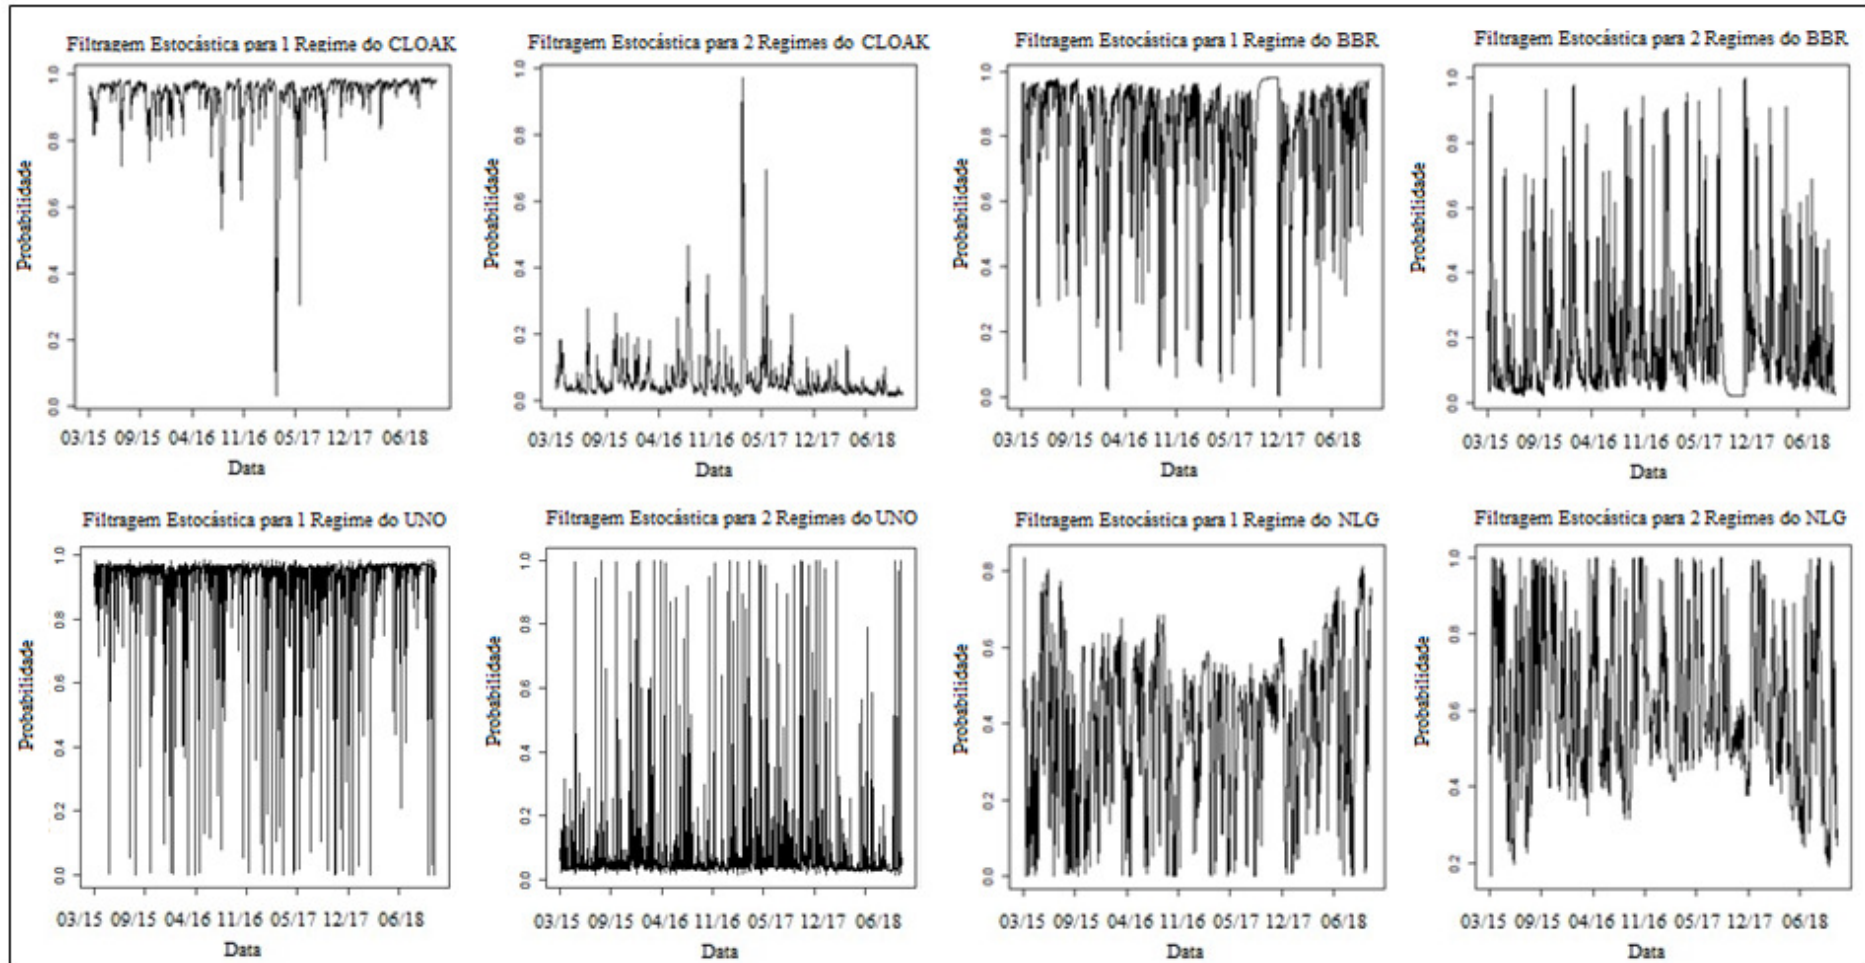 Filtragem Estocástica para 1 Regime do CLOAK
Probabilidade
1.0
0.8
0.6
0.4
0.2
0.0
03/15 09/15 04/16 11/16 05/17 12/17 06/18
Data
Filtragem Estocástica para 2 Regimes do CLOAK
Probabilidade
1.0
0.8
0.6
0.4
0.2
0.0
03/15 09/15 04/16 11/16 05/17 12/17 06/18
Data
Filtragem Estocástica para 1 Regime do BBR
Probabilidade
1.0
0.8
0.6
0.4
0.2
0.0
03/15 09/15 04/16 11/16 05/17 12/17 06/18
Data
Filtragem Estocástica para 2 Regimes do BBR
Probabilidade
1.0
0.8
0.6
0.4
0.2
0.0
03/15 09/15 04/16 11/16 05/17 12/17 06/18
Data
Filtragem Estocástica para 1 Regime do UNO
Probabilidade
1.0
0.8
0.6
0.4
0.2
0.0
03/15 09/15 04/16 11/16 05/17 12/17 06/18
Data
Filtragem Estocástica para 2 Regimes do UNO
Probabilidade
1.0
0.8
0.6
0.4
0.2
0.0
03/15 09/15 04/16 11/16 05/17 12/17 06/18
Data
Filtragem Estocástica para 1 Regime do NLG
Probabilidade
0.8
0.6
0.4
0.2
0.0
03/15 09/15 04/16 11/16 05/17 12/17 06/18
Data
Filtragem Estocástica para 2 Regimes do NLG
Probabilidade
1.0
0.8
0.6
0.4
0.2
03/15 09/15 04/16 11/16 05/17 12/17 06/18
Data